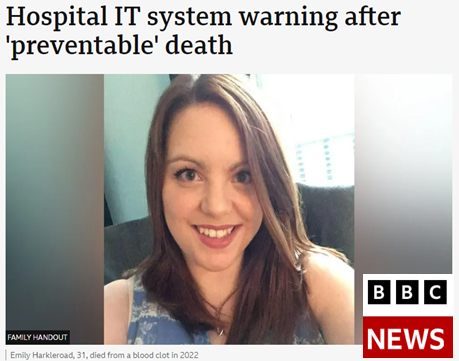 Hospital IT system warning after
'preventable' death
FAMILY HANDOUT
Emily Harkleroad, 31, died from a blood clot in 2022
BBC
NEWS